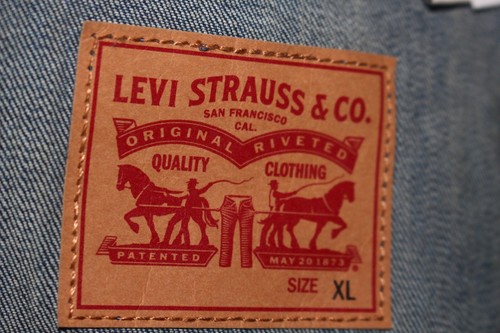 LEVI STRAUSS & CO.
SAN FRANCISCO
CAL.
ORIGINAL RIVETED
QUALITY CLOTHING
PATENTED MAY 20 1873
SIZE XL